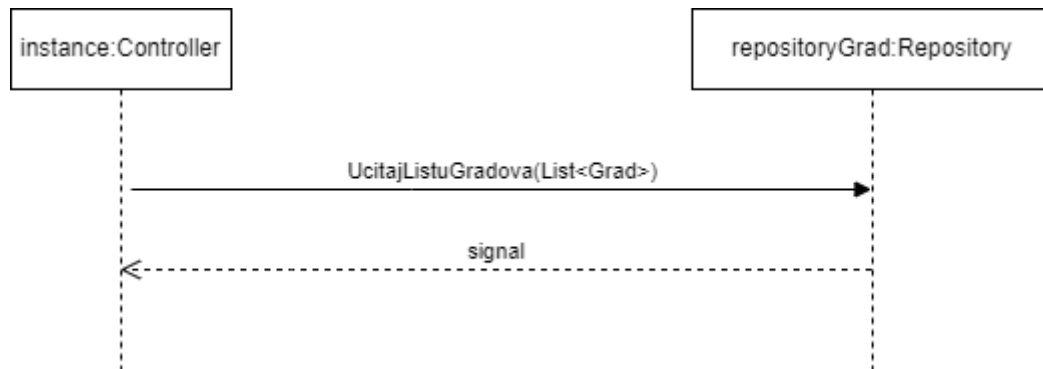 instance:Controller
repositoryGrad:Repository
UcitajListuGradova(List<Grad>)
signal